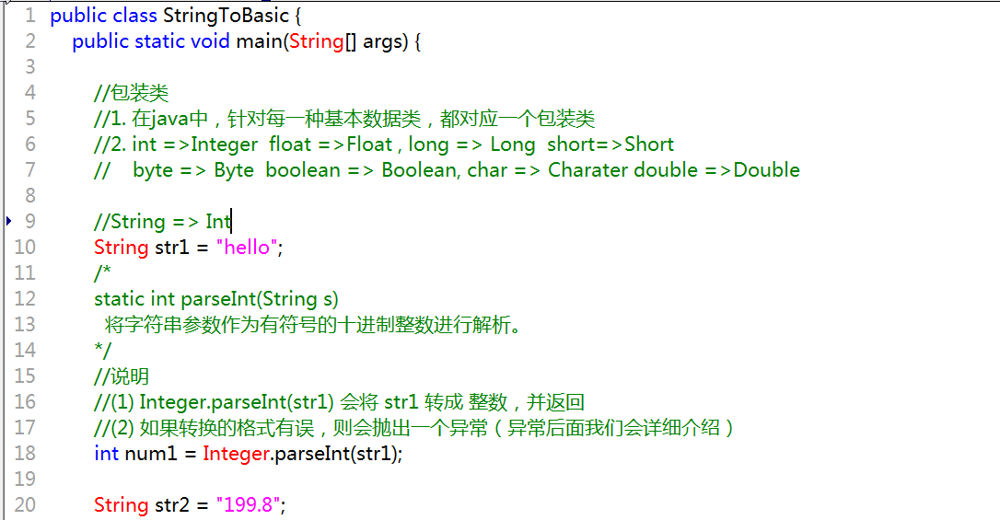 1 public class StringToBasic {
2 public static void main(String[] args) {
3
4 //包装类
5 //1. 在java中，针对每一种基本数据类，都对应一个包装类
6 //2. int =>Integer float =>Float , long => Long short=>Short
7 // byte => Byte boolean => Boolean, char => Charater double =>Double
8
9 //String => Int
10 String str1 = "hello";
11 /*
12 static int parseInt(String s)
13 将字符串参数作为有符号的十进制整数进行解析。
14 */
15 //说明
16 //(1) Integer.parseInt(str1) 会将 str1 转成 整数，并返回
17 //(2) 如果转换的格式有误，则会抛出一个异常（异常后面我们会详细介绍）
18 int num1 = Integer.parseInt(str1);
19
20 String str2 = "199.8";